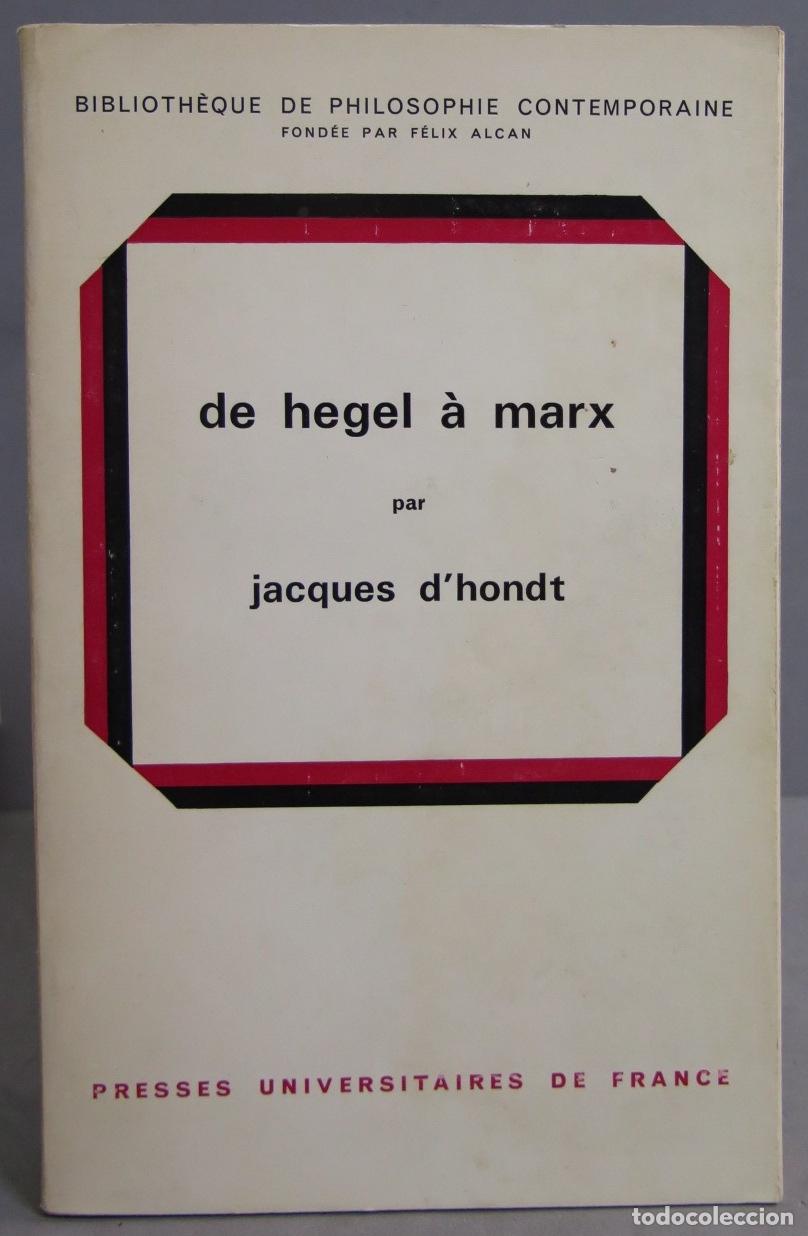 BIBLIOTHÈQUE DE PHILOSOPHIE CONTEMPORAINE
FONDÉE PAR FÉLIX ALCAN
de hegel à marx
par
jacques d'hondt
PRESSES UNIVERSITAIRES DE FRANCE
todocoleccion